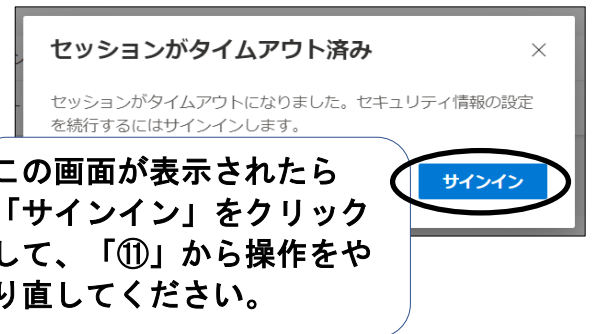 セッションがタイムアウト済み
セッションがタイムアウトになりました。セキュリティ情報の設定
を続行するにはサインインします。
サインイン
この画面が表示されたら
「サインイン」をクリック
して、「⑪」から操作をや
り直してください。